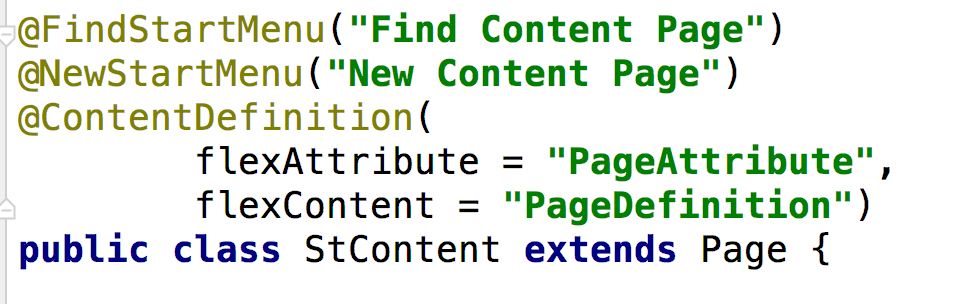 @FindStartMenu("Find Content Page")
@NewStartMenu("New Content Page")
@ContentDefinition(
        flexAttribute = "PageAttribute",
        flexContent = "PageDefinition")
public class StContent extends Page {